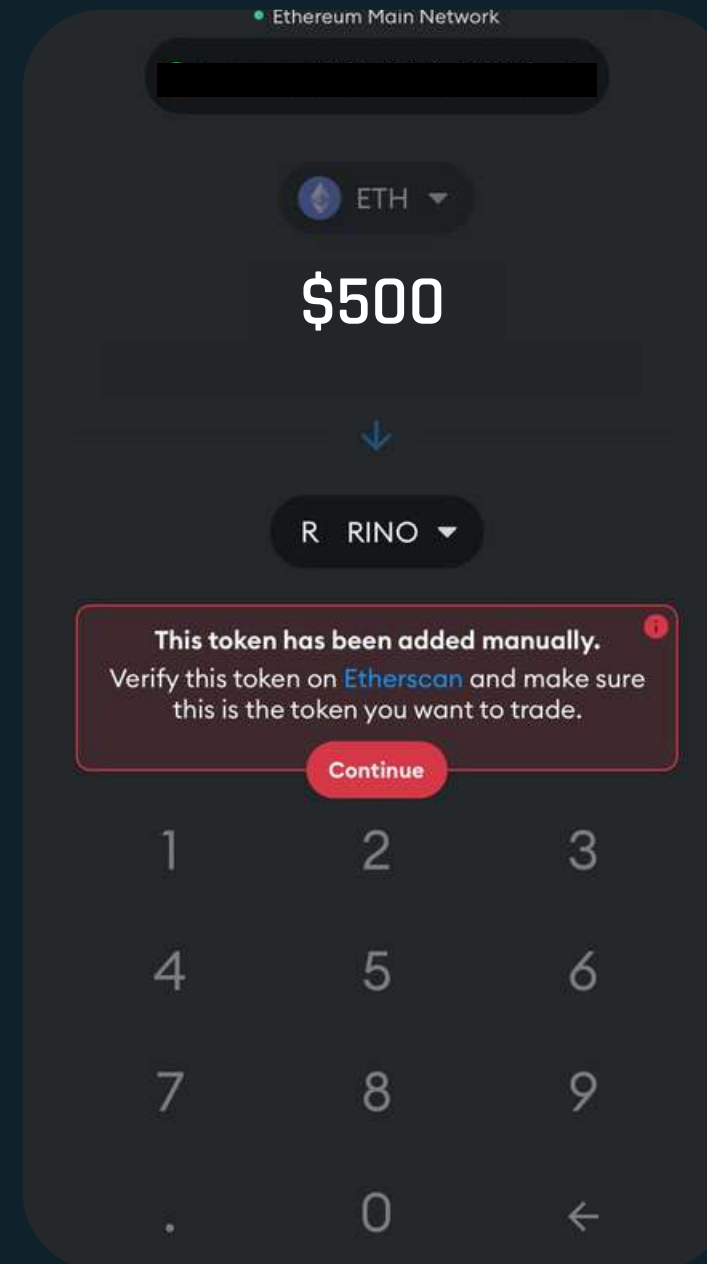 Ethereum Main Network
ETH
$500
R RINO
This token has been added manually.
Verify this token on Etherscan and make sure
this is the token you want to trade.
Continue
1 2 3
4 5 6
7 8 9
. 0